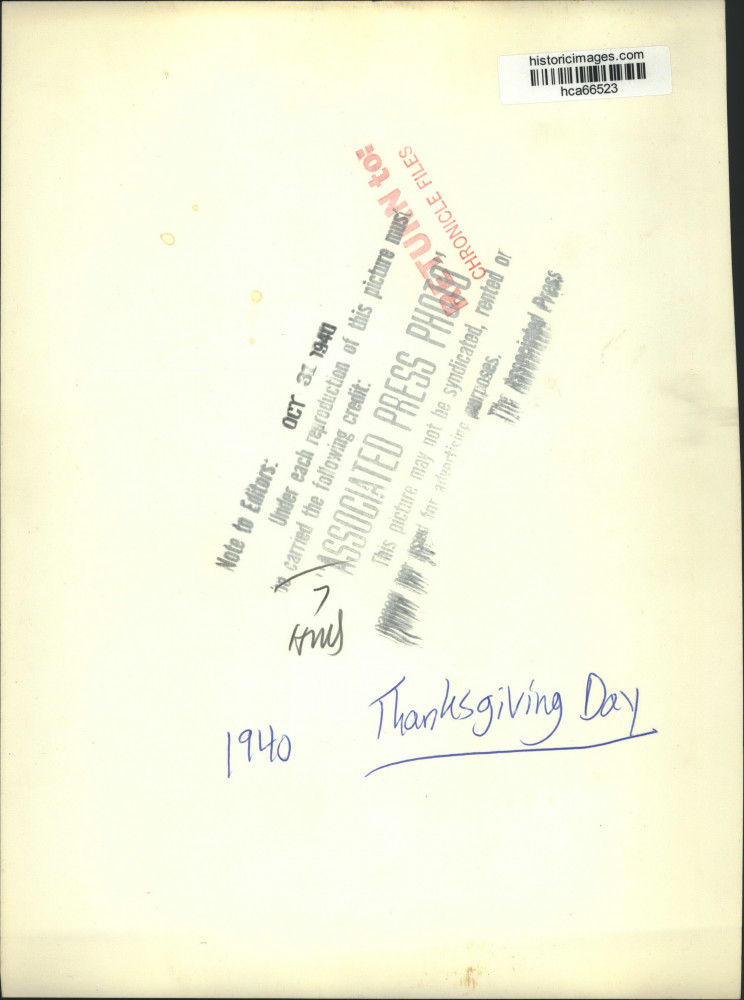 historicimages.com
hca66523
RETURN to:
CHRONICLE FILES
Note to Editors:
OCT 31 1940
Under each reproduction of this picture must
be carried the following credit:
"ASSOCIATED PRESS PHOTO"
This picture may not be syndicated, rented or
used for advertising purposes.
The Associated Press
1940
Thanksgiving Day